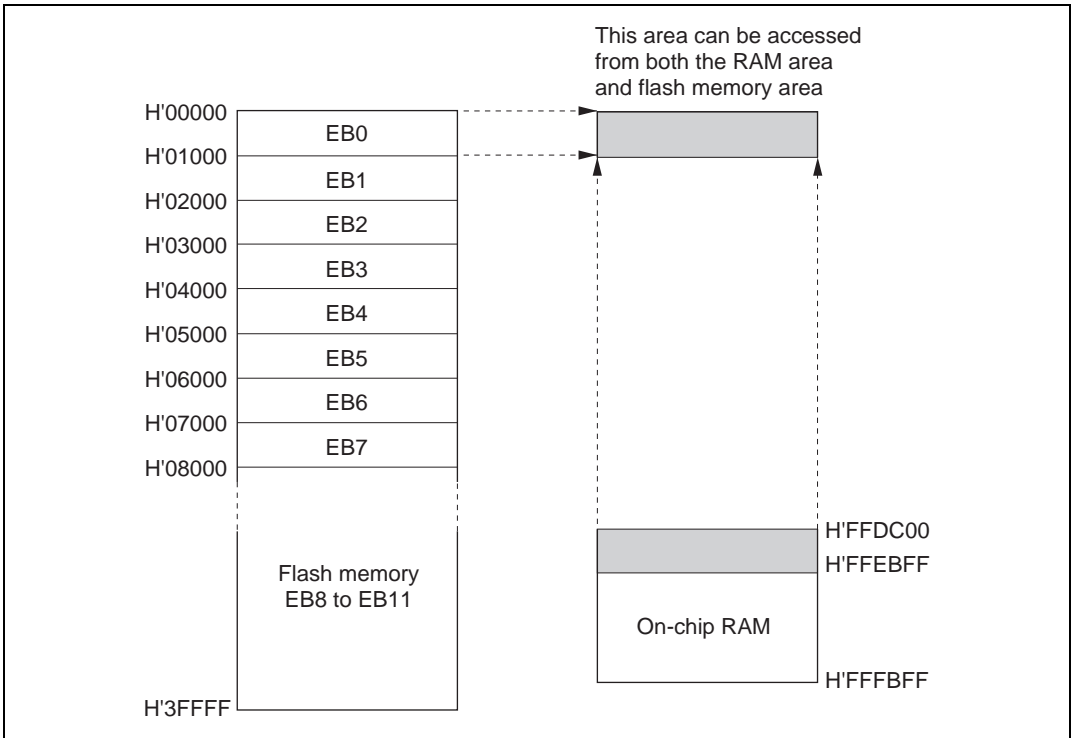 This area can be accessed
from both the RAM area
and flash memory area
H'00000
EB0
H'01000
EB1
H'02000
EB2
H'03000
EB3
H'04000
EB4
H'05000
EB5
H'06000
EB6
H'07000
EB7
H'08000
H'FFDC00
H'FFEBFF
Flash memory
EB8 to EB11
On-chip RAM
H'FFFBFF
H'3FFFF